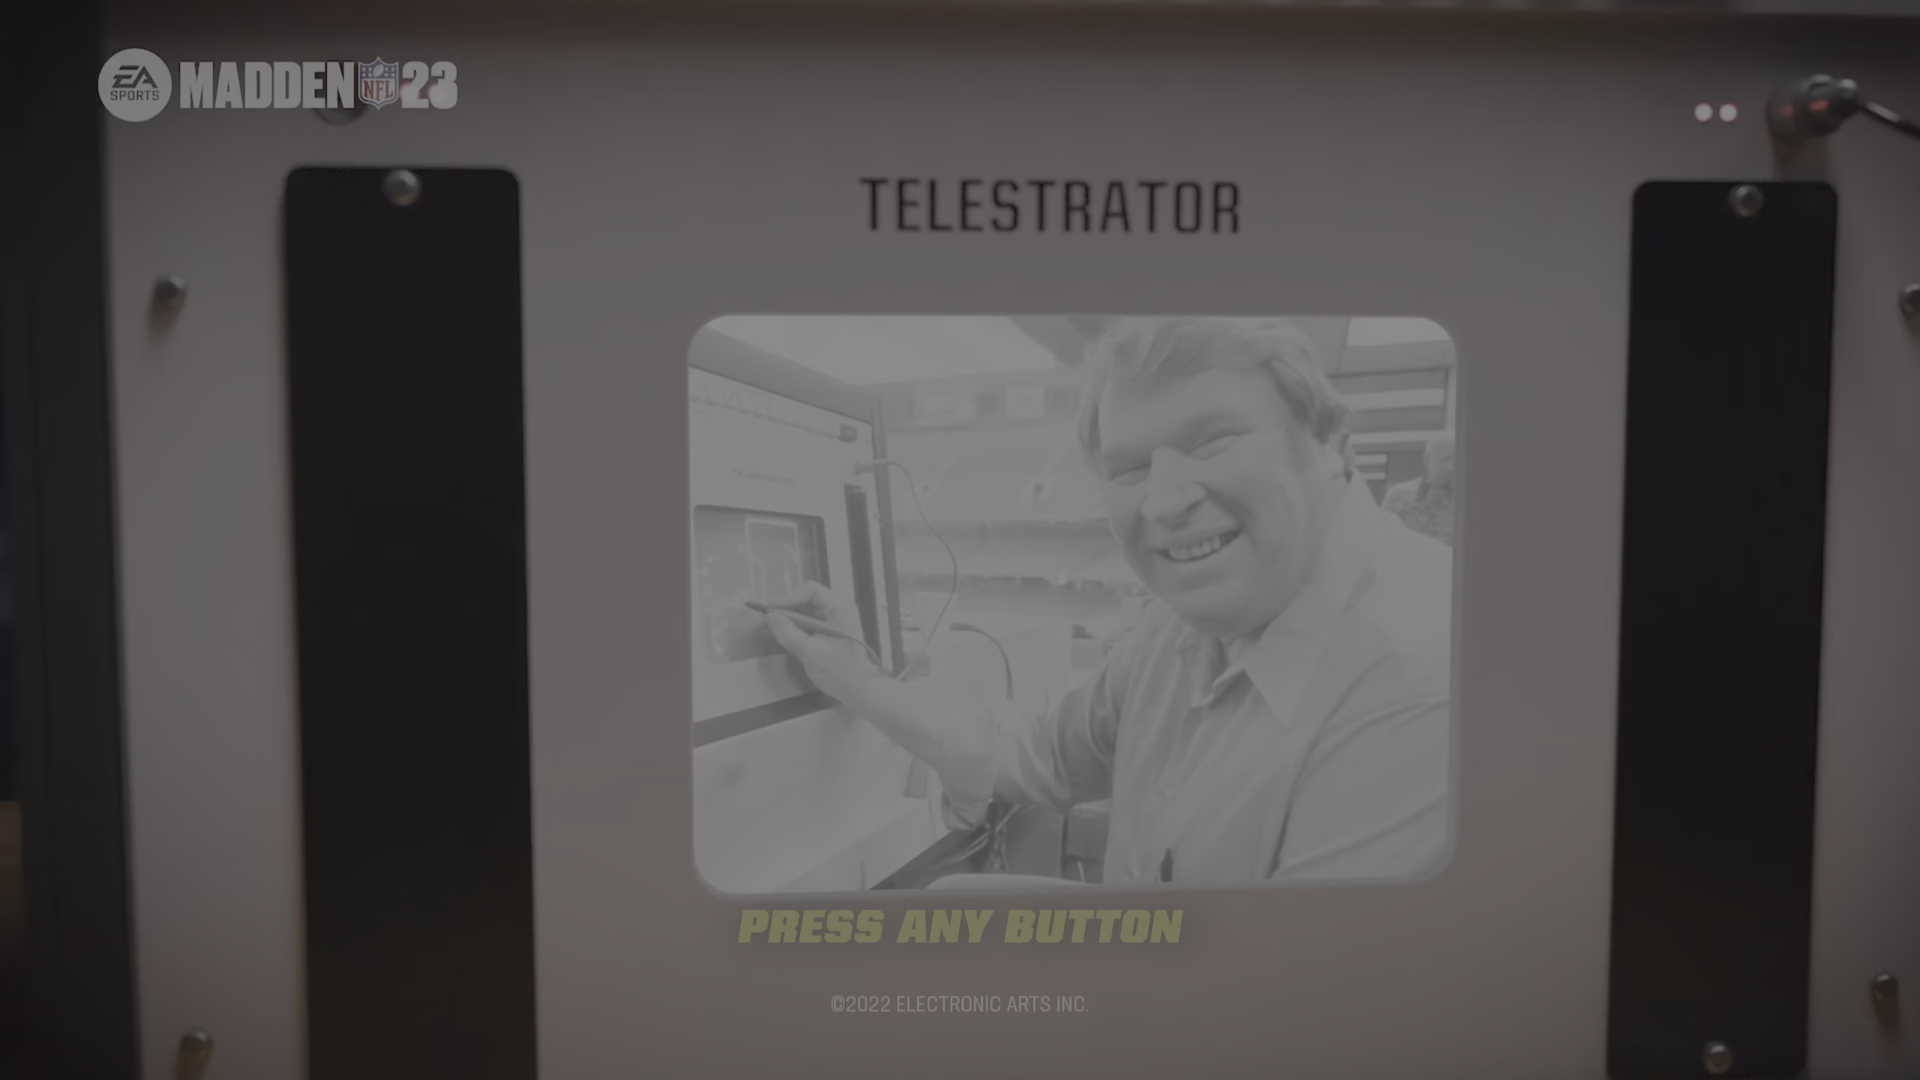 EA
SPORTS
MADDEN NFL 23
TELESTRATOR
PRESS ANY BUTTON
©2022 ELECTRONIC ARTS INC.